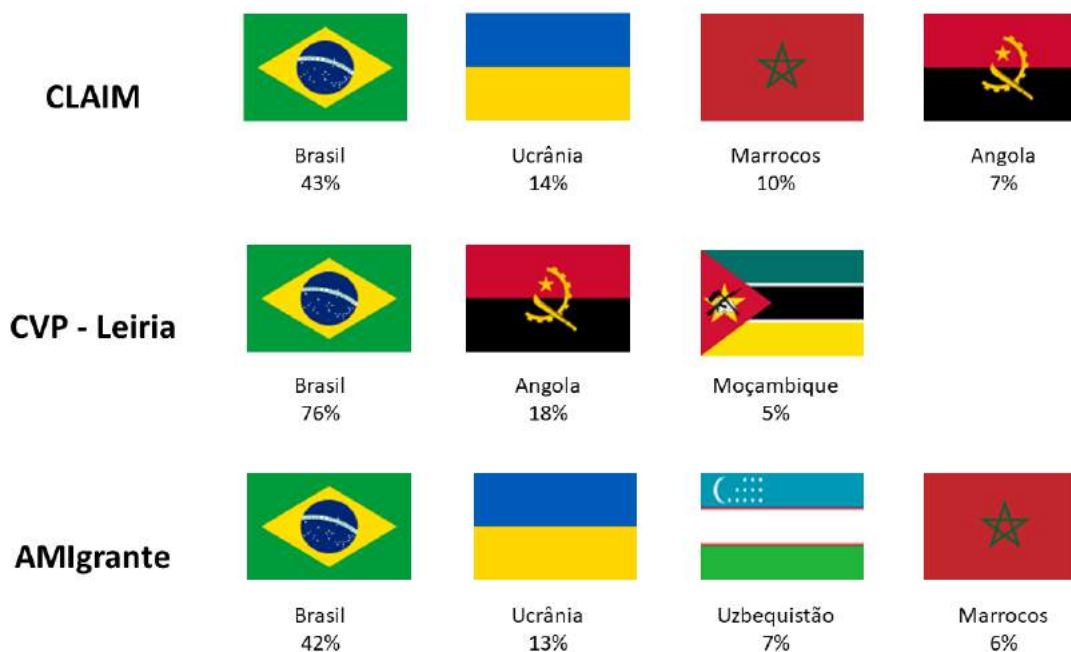 CLAIM
Brasil
43%
Ucrânia
14%
Marrocos
10%
Angola
7%
CVP - Leiria
Brasil
76%
Angola
18%
Moçambique
5%
AMIgrante
Brasil
42%
Ucrânia
13%
Uzbequistão
7%
Marrocos
6%